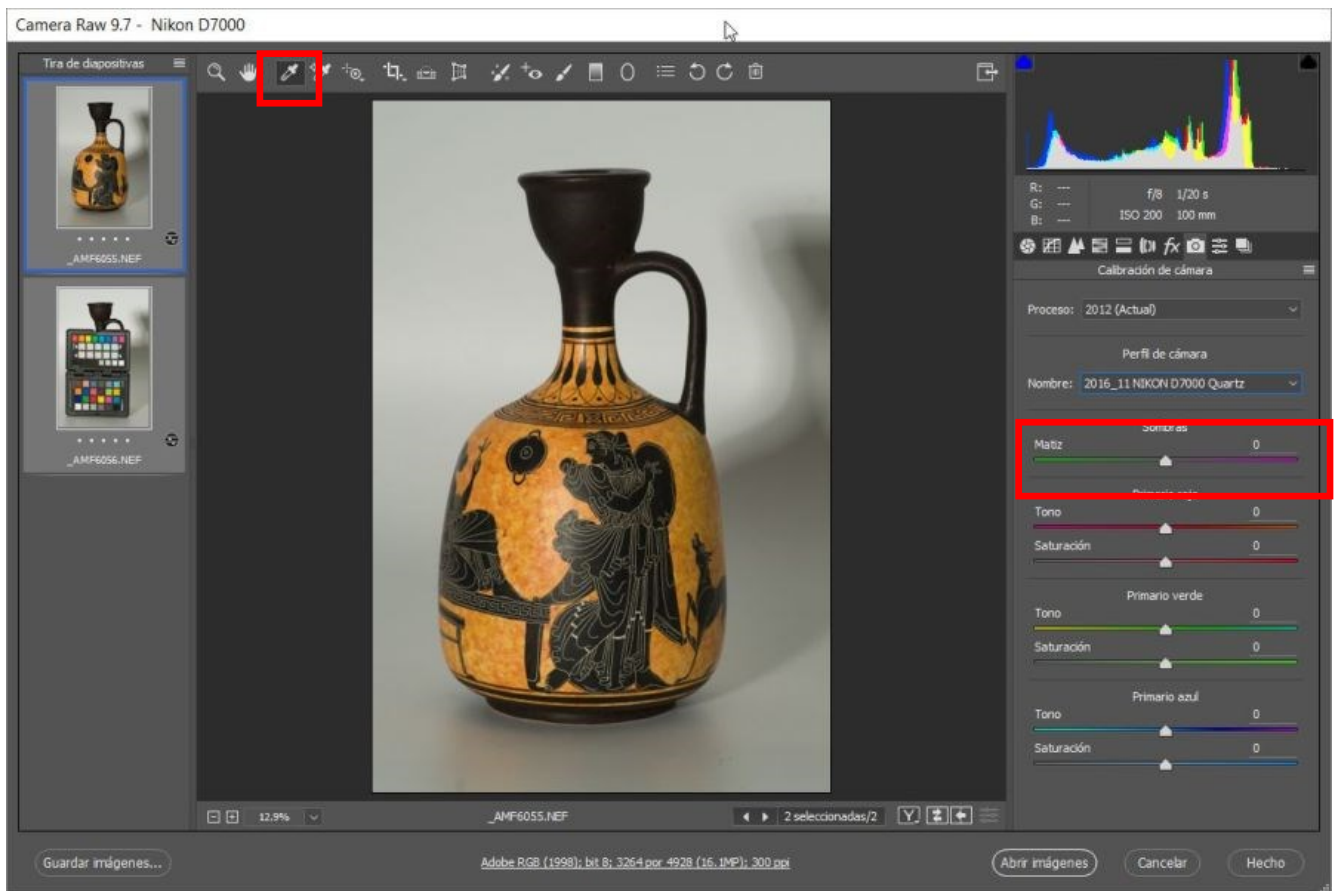 Camera Raw 9.7 - Nikon D7000
Tira de diapositivas
_AMF6055.NEF
_AMF6056.NEF
R: ---
G: ---
B: ---
f/8 1/20 s
ISO 200 100 mm
Calibración de cámara
Proceso: 2012 (Actual)
Perfil de cámara
Nombre: 2016_11 NIKON D7000 Quartz
Sombras
Matiz 0
Primario rojo
Tono 0
Saturación 0
Primario verde
Tono 0
Saturación 0
Primario azul
Tono 0
Saturación 0
12.9%
_AMF6055.NEF
2 seleccionadas/2
Guardar imágenes...
Adobe RGB (1998); bit 8; 3264 por 4928 (16.1MP); 300 ppi
Abrir imágenes
Cancelar
Hecho